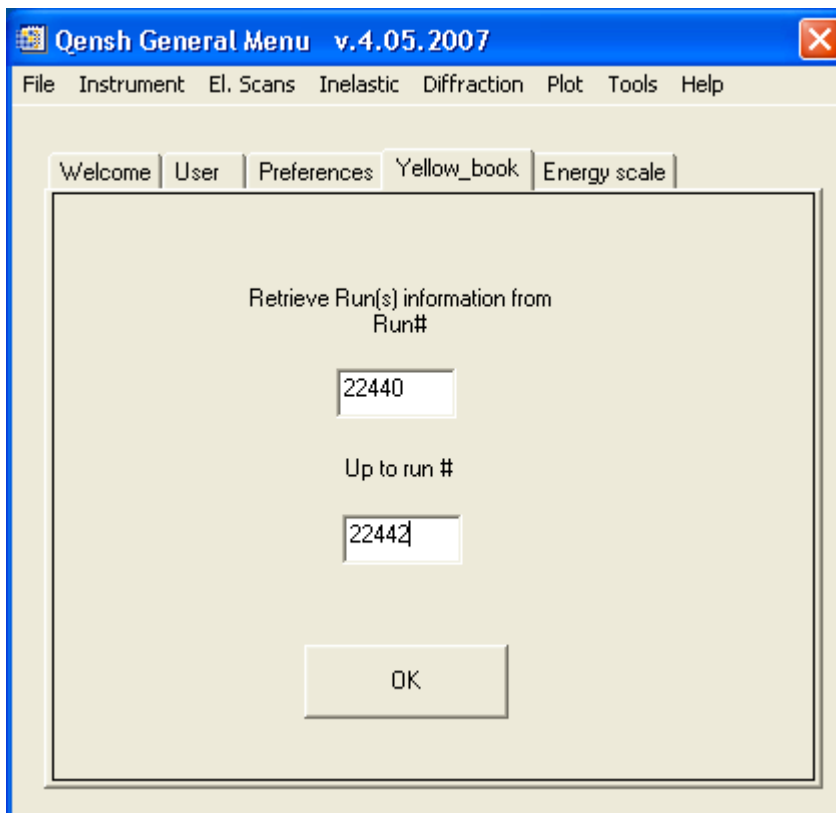 Qensh General Menu v.4.05.2007
File Instrument El. Scans Inelastic Diffraction Plot Tools Help
Welcome User Preferences Yellow_book Energy scale
Retrieve Run(s) information from
Run#
22440
Up to run #
22442
OK